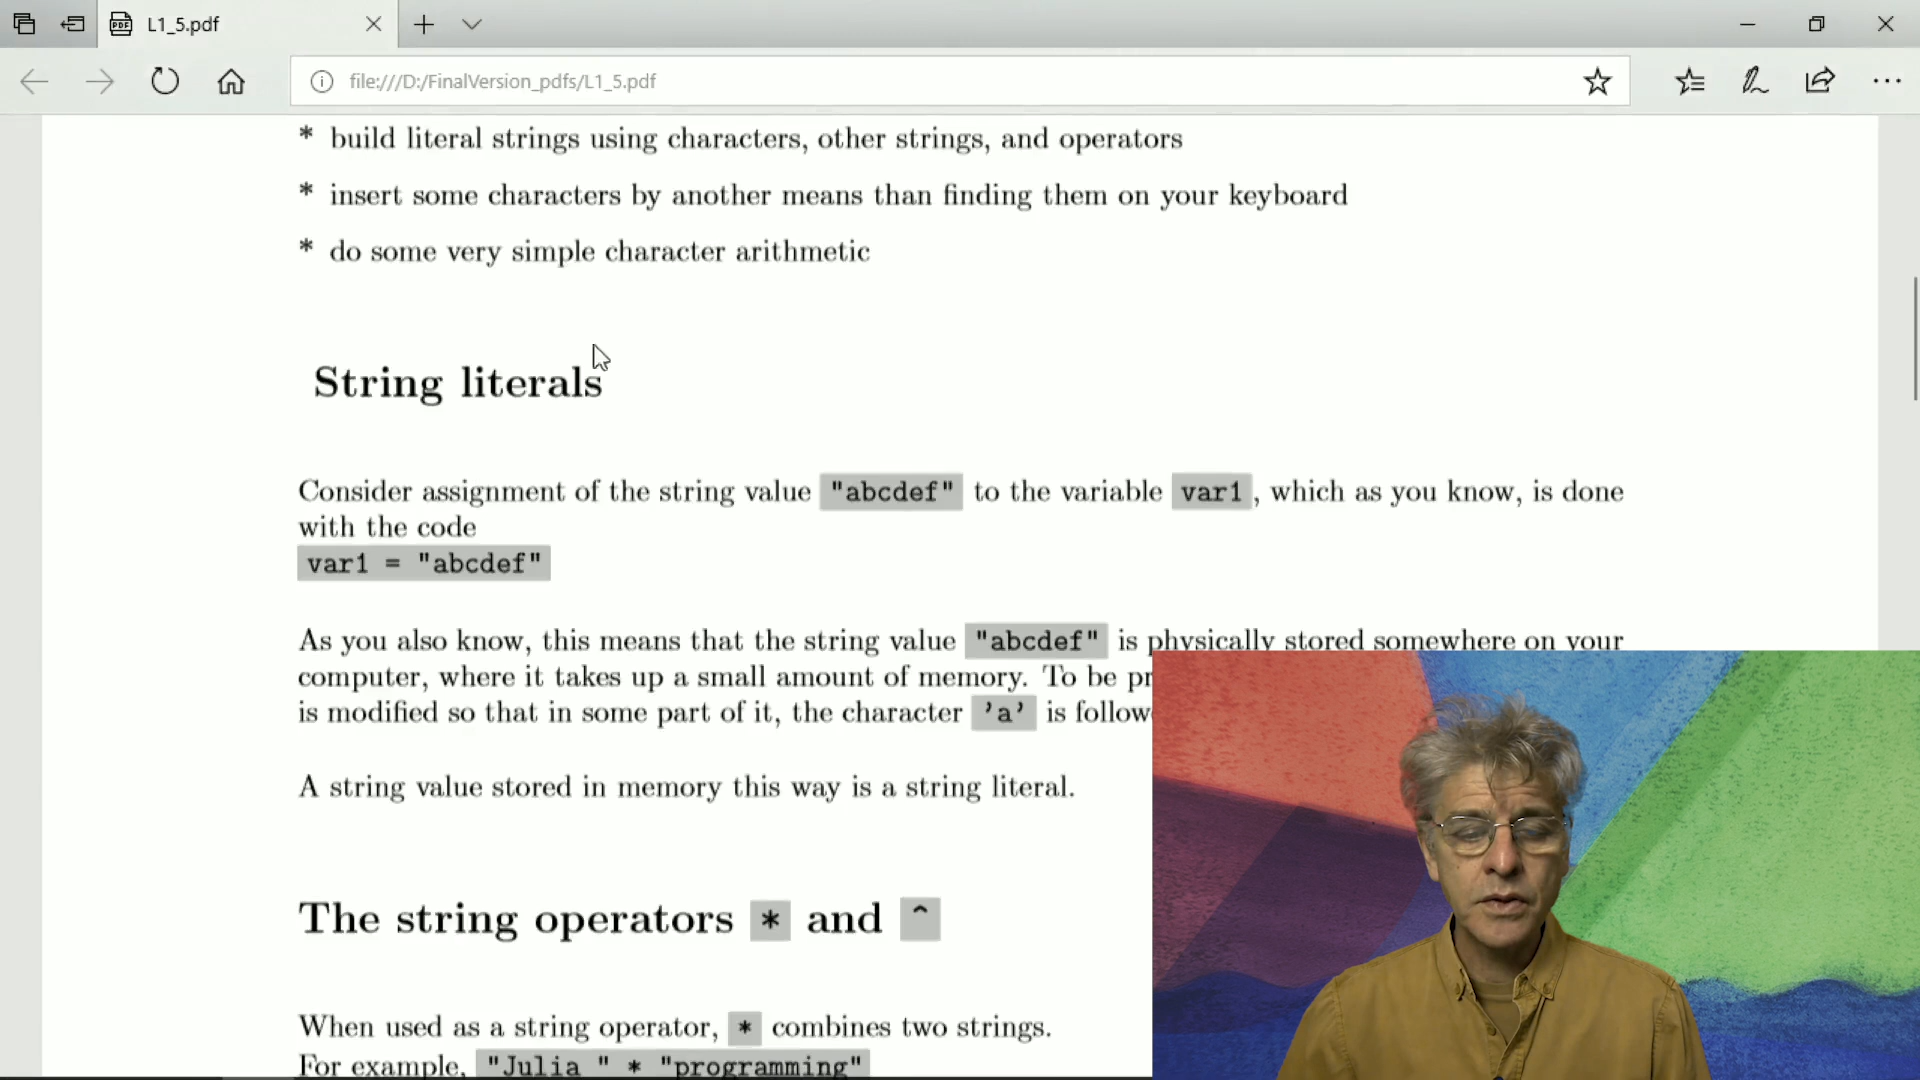 L1_5.pdf
file:///D:/FinalVersion_pdfs/L1_5.pdf
* build literal strings using characters, other strings, and operators
* insert some characters by another means than finding them on your keyboard
* do some very simple character arithmetic
String literals
Consider assignment of the string value "abcdef" to the variable var1 , which as you know, is done
with the code
var1 = "abcdef"
As you also know, this means that the string value "abcdef" is physically stored somewhere on your
computer, where it takes up a small amount of memory. To be
is modified so that in some part of it, the character ’a’ is
A string value stored in memory this way is a string literal.
The string operators * and ^
When used as a string operator, * combines two strings.
For example, "Julia " * "programming"